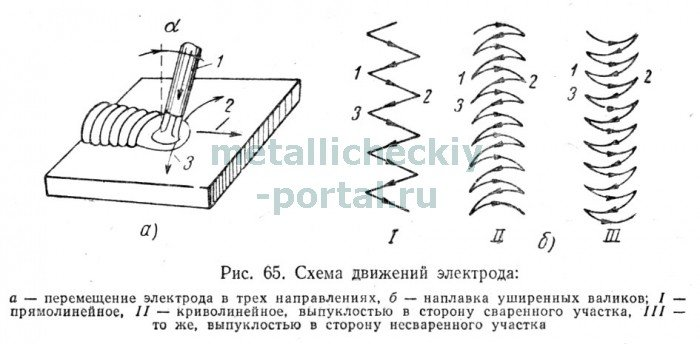 α
1
2
3
а)
1
2
3
I
1
2
3
II
1
2
3
III
б)
metallicheckiy
-portal.ru
Рис. 65. Схема движений электрода:
а — перемещение электрода в трех направлениях, б — наплавка уширенных валиков; I —
прямолинейное, II — криволинейное, выпуклостью в сторону сваренного участка, III —
то же, выпуклостью в сторону несваренного участка